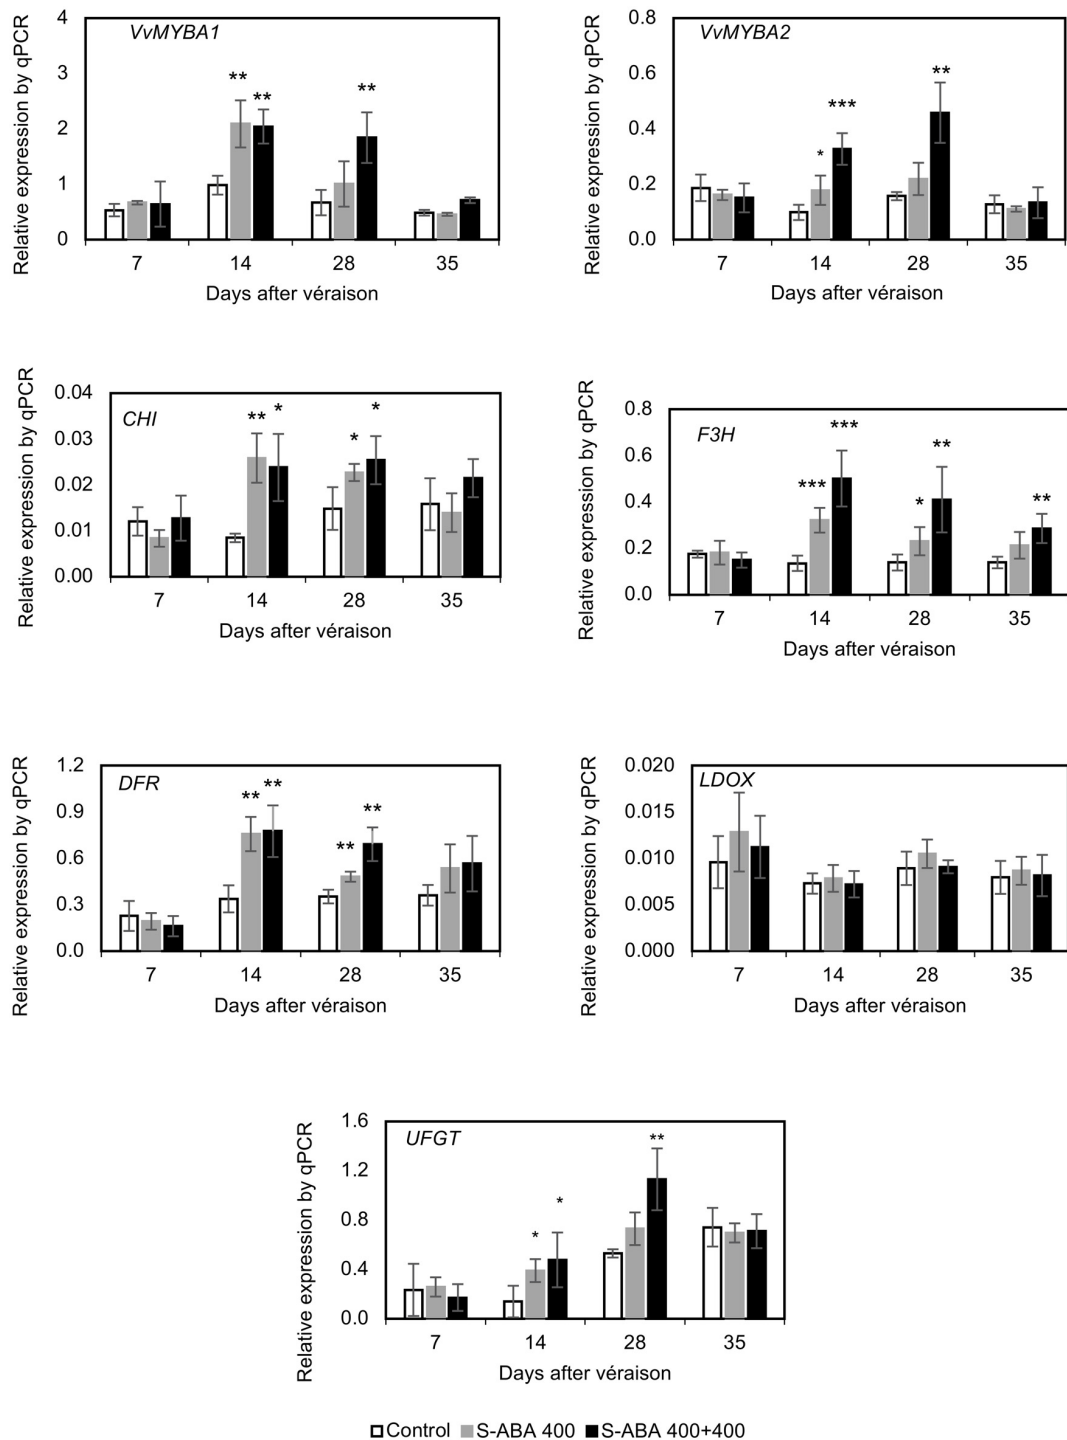 VvMYBA1
Relative expression by qPCR
4
3
2
1
0
** ** **
7 14 28 35
Days after véraison
VvMYBA2
Relative expression by qPCR
0.8
0.6
0.4
0.2
0.0
* *** **
7 14 28 35
Days after véraison
CHI
Relative expression by qPCR
0.04
0.03
0.02
0.01
0.00
** * * *
7 14 28 35
Days after véraison
F3H
Relative expression by qPCR
0.8
0.6
0.4
0.2
0.0
*** *** * ** **
7 14 28 35
Days after véraison
DFR
Relative expression by qPCR
1.2
0.9
0.6
0.3
0.0
** ** ** **
7 14 28 35
Days after véraison
LDOX
Relative expression by qPCR
0.020
0.015
0.010
0.005
0.000
7 14 28 35
Days after véraison
UFGT
Relative expression by qPCR
1.6
1.2
0.8
0.4
0.0
* * **
7 14 28 35
Days after véraison
Control S-ABA 400 S-ABA 400+400